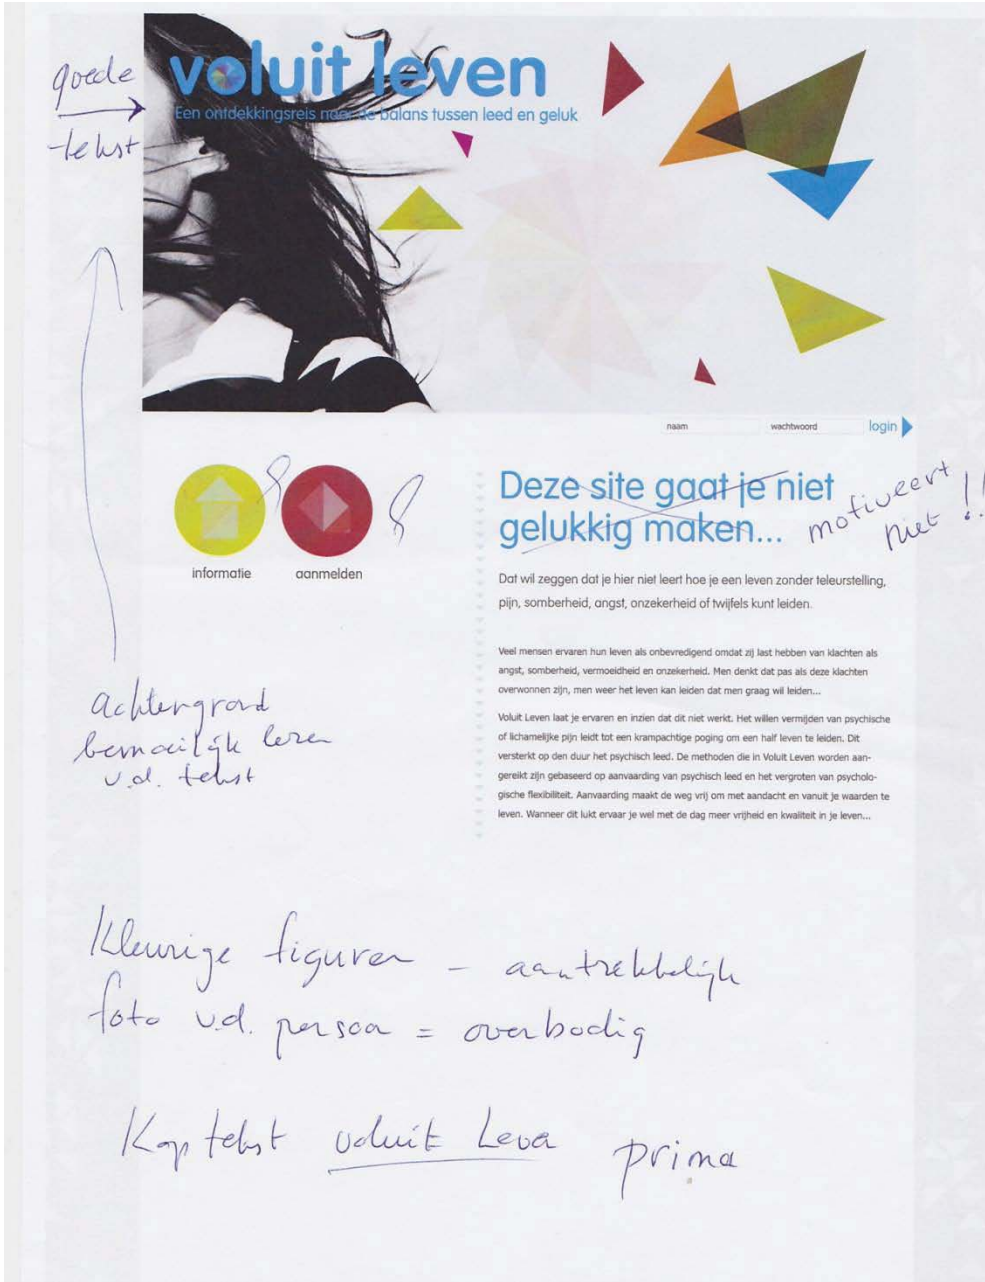 goede
tekst
voluit leven
Een ontdekkingsreis naar de balans tussen leed en geluk
naam wachtwoord login
informatie aanmelden
Deze site gaat je niet
gelukkig maken...
motiveert
niet !!
Dat wil zeggen dat je hier niet leert hoe je een leven zonder teleurstelling,
pijn, somberheid, angst, onzekerheid of twijfels kunt leiden.
Veel mensen ervaren hun leven als onbevredigend omdat zij last hebben van klachten als
angst, somberheid, vermoeidheid en onzekerheid. Men denkt dat pas als deze klachten
overwonnen zijn, men weer het leven kan leiden dat men graag wil leiden...
Voluit Leven laat je ervaren en inzien dat dit niet werkt. Het willen vermijden van psychische
of lichamelijke pijn leidt tot een krampachtige poging om een half leven te leiden. Dit
versterkt op den duur het psychisch leed. De methoden die in Voluit Leven worden aan-
gereikt zijn gebaseerd op aanvaarding van psychisch leed en het vergroten van psycholo-
gische flexibiliteit. Aanvaarding maakt de weg vrij om met aandacht en vanuit je waarden te
leven. Wanneer dit lukt ervaar je wel met de dag meer vrijheid en kwaliteit in je leven...
achtergrond
bemoeilijk lezen
v.d. tekst
Kleurige figuren - aantrekkelijk
foto v.d. persoon = overbodig
Kop tekst voluit Leven prima